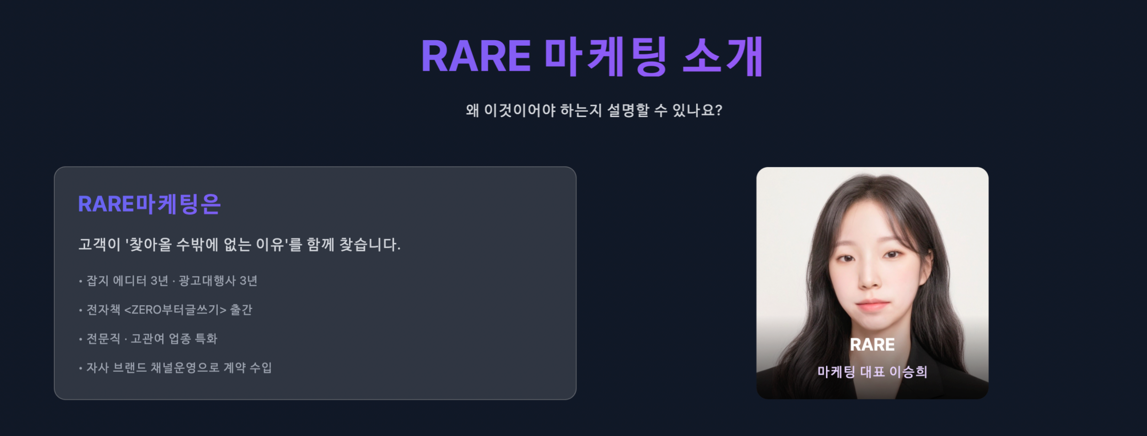 RARE 마케팅 소개
왜 이것이어야 하는지 설명할 수 있나요?
RARE마케팅은
고객이 '찾아올 수밖에 없는 이유'를 함께 찾습니다.
• 잡지 에디터 3년 · 광고대행사 3년
• 전자책 <ZERO부터글쓰기> 출간
• 전문직 · 고관여 업종 특화
• 자사 브랜드 채널운영으로 계약 수입
RARE
마케팅 대표 이승희